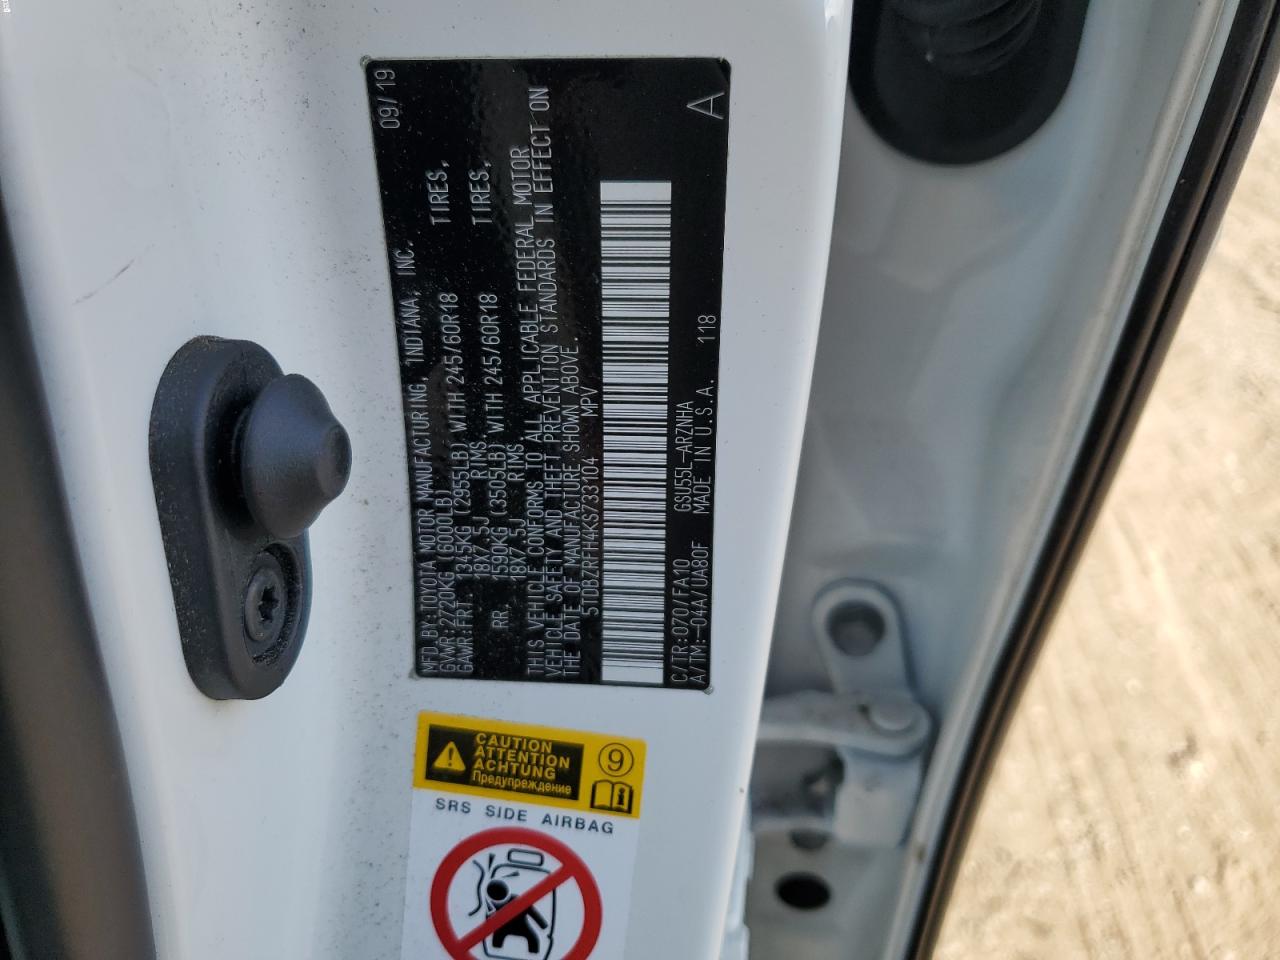 MFD. BY: TOYOTA MOTOR MANUFACTURING, INDIANA, INC. 09/19
GVWR: 2720KG (6000LB)
GAWR: FRT 1345KG (2955LB) WITH 245/60R18 TIRES,
18X7.5J RIMS
RR 1590KG (3505LB) WITH 245/60R18 TIRES,
18X7.5J RIMS
THIS VEHICLE CONFORMS TO ALL APPLICABLE FEDERAL MOTOR
VEHICLE SAFETY AND THEFT PREVENTION STANDARDS IN EFFECT ON
THE DATE OF MANUFACTURE SHOWN ABOVE.
5TDBZRFH4KS733104 MPV
C/TR: 070/FA10 GSU55L-ARZNHA
A/TM: -04A/UA80F MADE IN U.S.A. 118 A
CAUTION
ATTENTION
ACHTUNG
Предупреждение
9
SRS SIDE AIRBAG